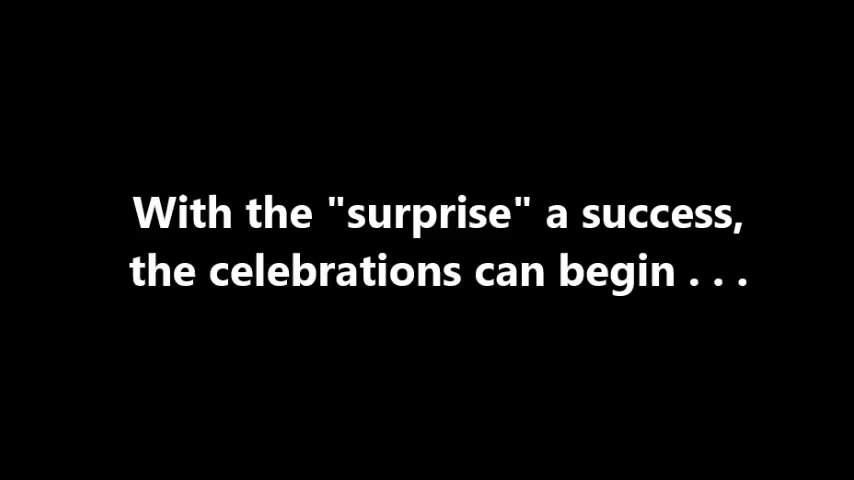 With the "surprise" a success,
the celebrations can begin . . .